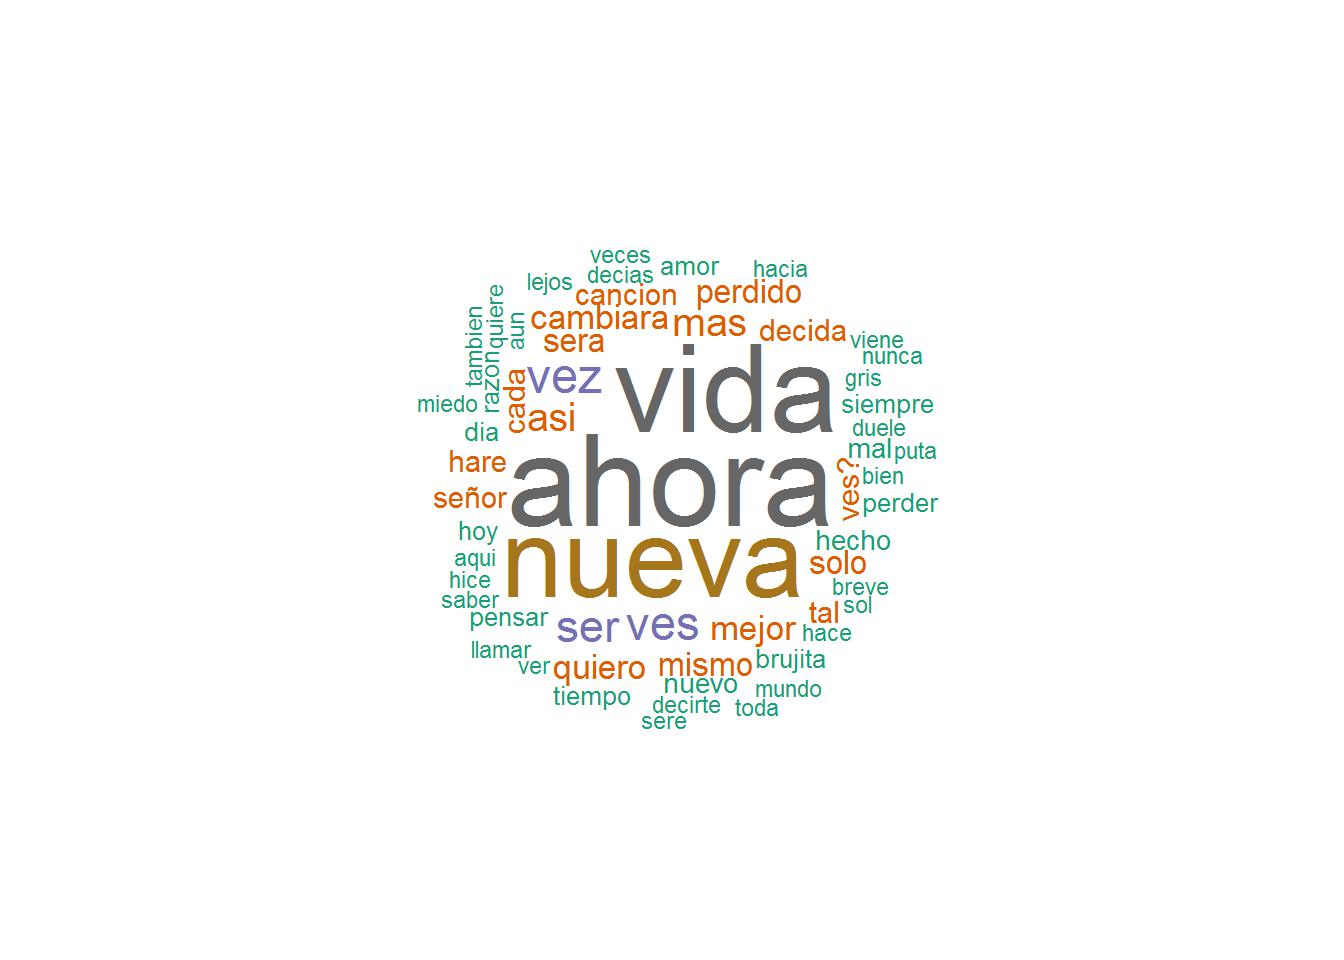 veces
decias
amor
hacia
lejos
cancion
perdido
quiere
tambien
aun
cambiara
mas
decida
sera
viene
nunca
razon
vez
vida
gris
miedo
cada
casi
siempre
dia
duele
mal
puta
hare
ahora
ves?
bien
señor
perder
hoy
nueva
hecho
aqui
solo
hice
breve
saber
sol
pensar
ser
ves
mejor
tal
hace
llamar
ver
quiero
mismo
brujita
tiempo
nuevo
mundo
decirte
toda
sere